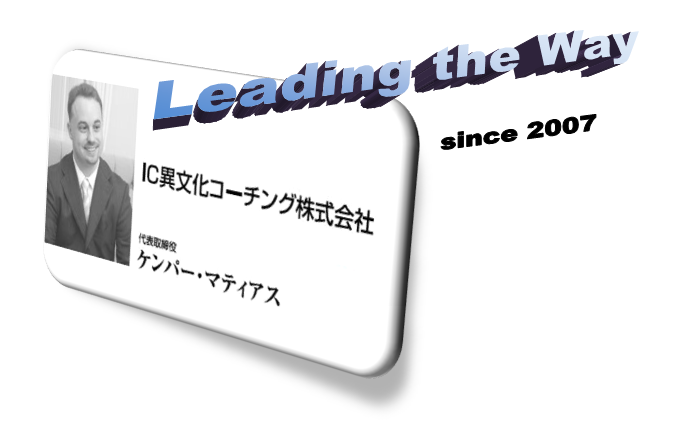 Leading the Way
since 2007
IC異文化コーチング株式会社
代表取締役
ケンパー・マティアス